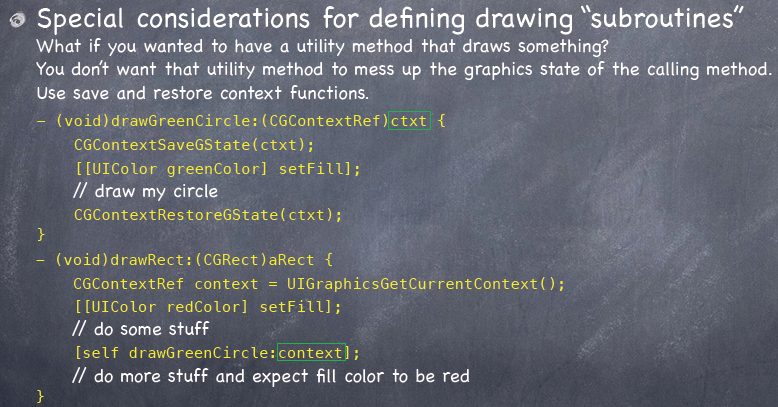 Special considerations for defining drawing “subroutines”
What if you wanted to have a utility method that draws something?
You don’t want that utility method to mess up the graphics state of the calling method.
Use save and restore context functions.
– (void)drawGreenCircle:(CGContextRef)ctxt {
CGContextSaveGState(ctxt);
[[UIColor greenColor] setFill];
// draw my circle
CGContextRestoreGState(ctxt);
}
– (void)drawRect:(CGRect)aRect {
CGContextRef context = UIGraphicsGetCurrentContext();
[[UIColor redColor] setFill];
// do some stuff
[self drawGreenCircle:context];
// do more stuff and expect fill color to be red
}